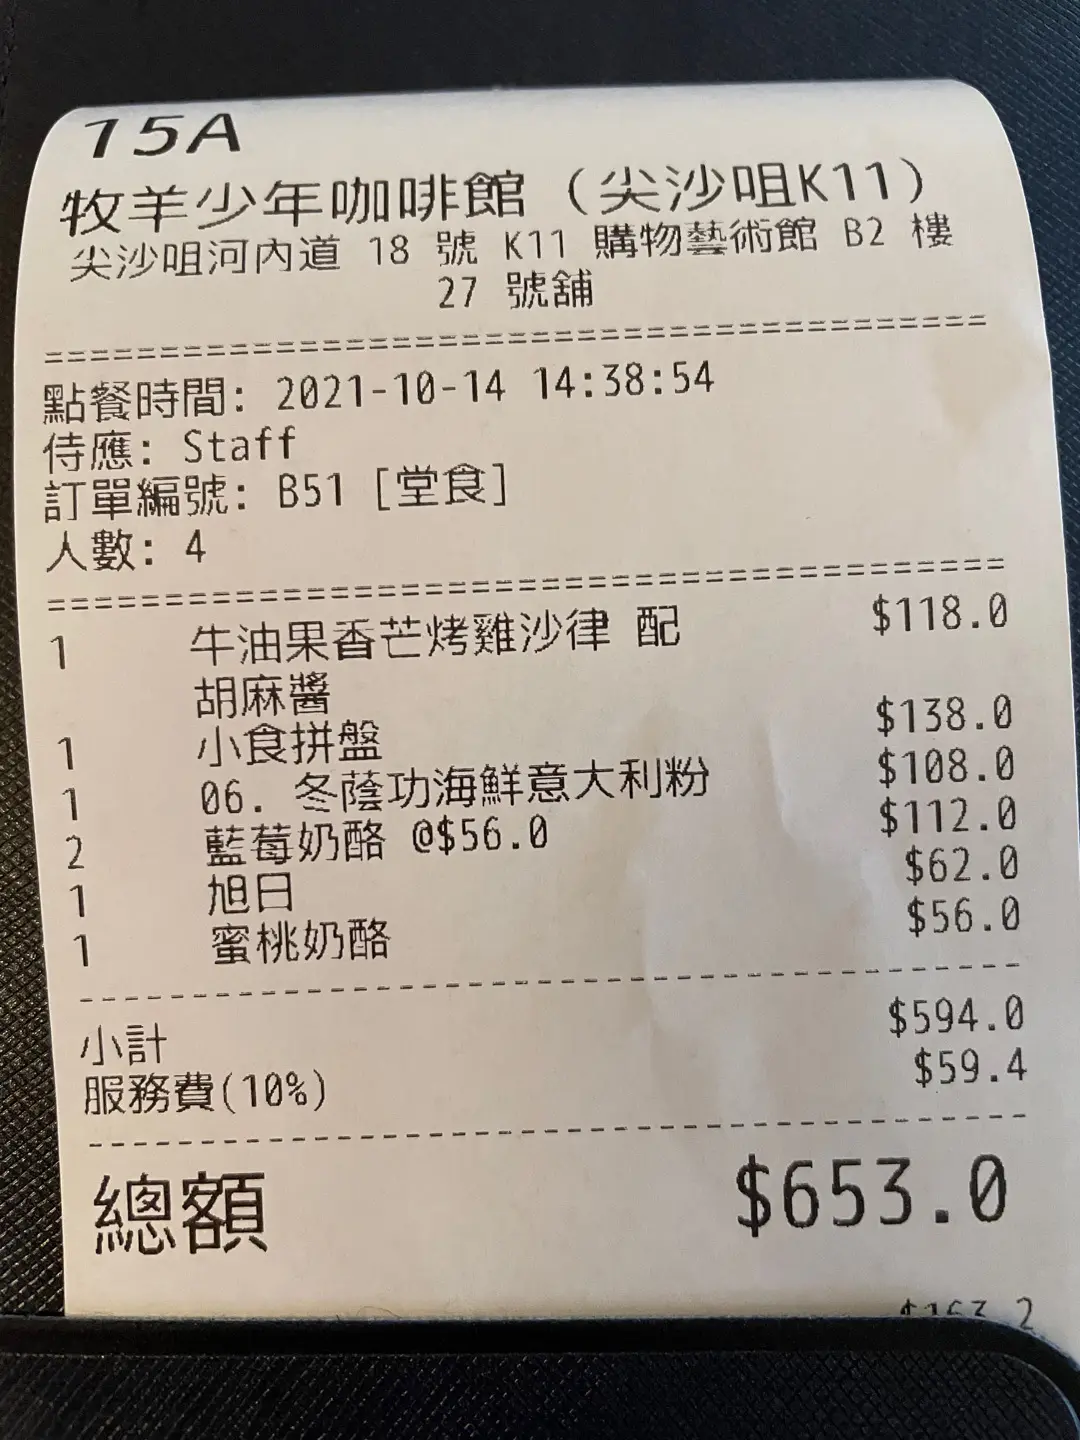 15A
牧羊少年咖啡館（尖沙咀K11）
尖沙咀河內道 18 號 K11 購物藝術館 B2 樓
27 號舖
點餐時間: 2021-10-14 14:38:54
侍應: Staff
訂單編號: B51 [堂食]
人數: 4
1 牛油果香芒烤雞沙律 配 $118.0
胡麻醬
1 小食拼盤 $138.0
1 06. 冬蔭功海鮮意大利粉 $108.0
2 藍莓奶酪 @$56.0 $112.0
1 旭日 $62.0
1 蜜桃奶酪 $56.0
小計 $594.0
服務費(10%) $59.4
總額 $653.0